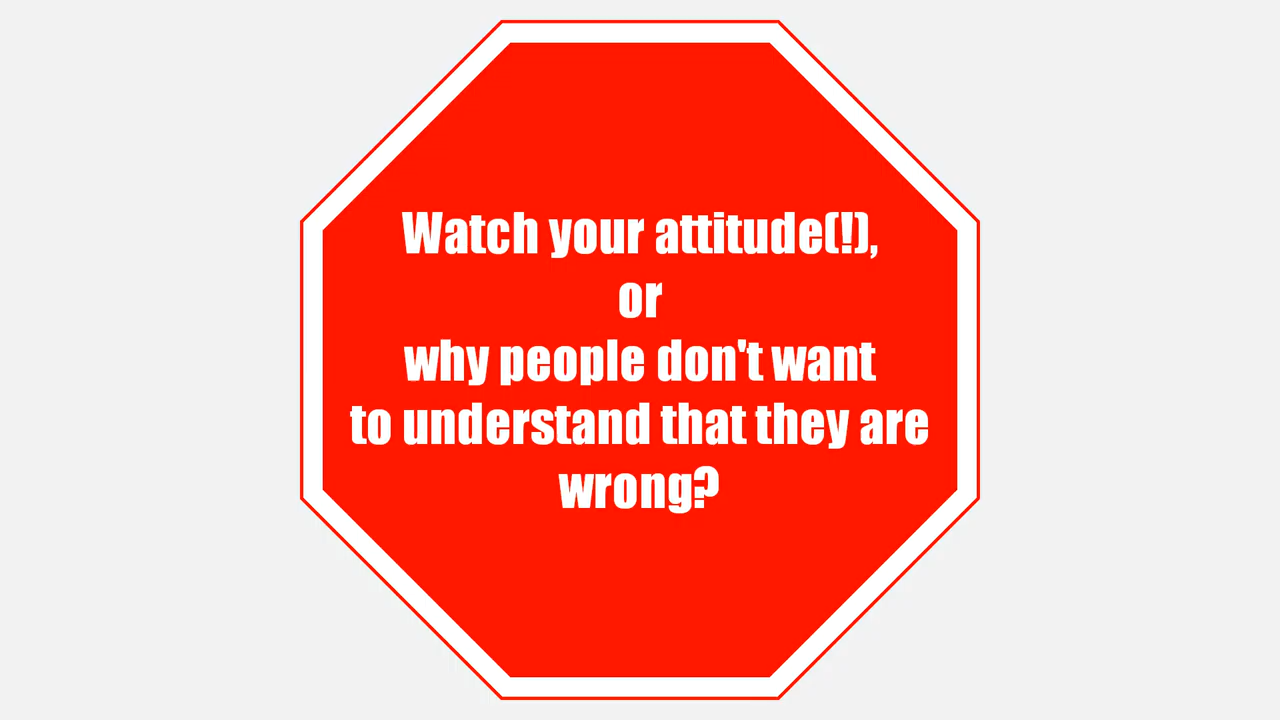 Watch your attitude(!),
or
why people don't want
to understand that they are
wrong?